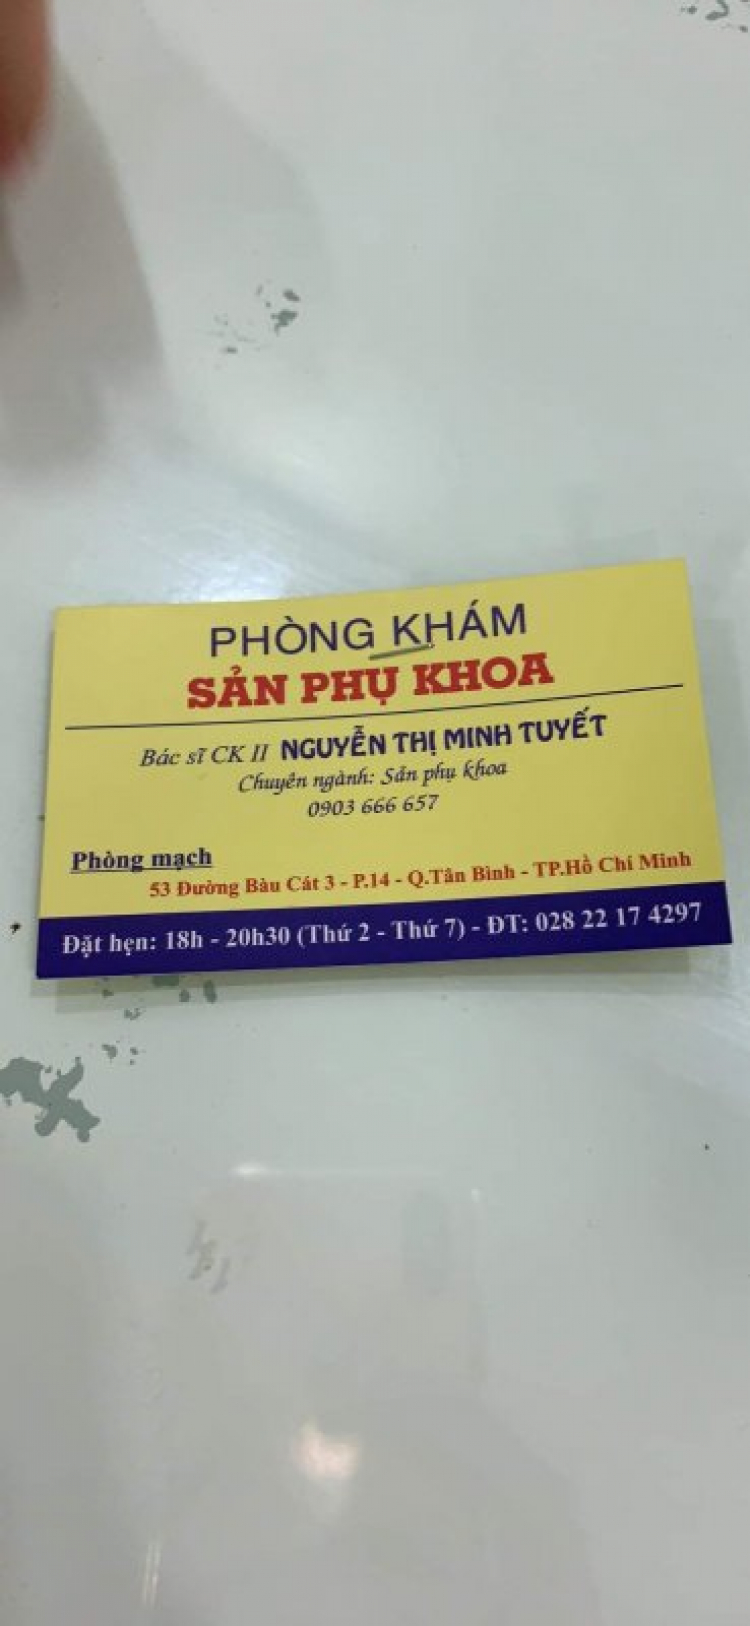 PHÒNG KHÁM
SẢN PHỤ KHOA
Bác sĩ CK II NGUYỄN THỊ MINH TUYẾT
Chuyên ngành: Sản phụ khoa
0903 666 657
Phòng mạch
53 Đường Bàu Cát 3 - P.14 - Q.Tân Bình - TP.Hồ Chí Minh
Đặt hẹn: 18h - 20h30 (Thứ 2 - Thứ 7) - ĐT: 028 22 17 4297